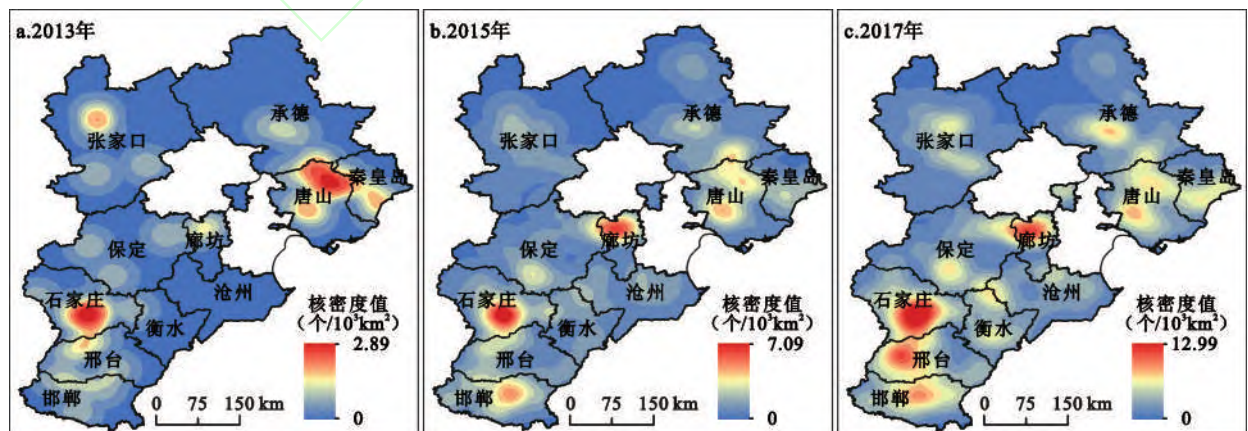 a.2013年
承德
张家口
秦皇岛
唐山
廊坊
保定
沧州
石家庄
衡水
邢台
邯郸
核密度值
（个/10³km²）
2.89
0
0 75 150 km
b.2015年
承德
张家口
秦皇岛
唐山
廊坊
保定
沧州
石家庄
衡水
邢台
邯郸
核密度值
（个/10³km²）
7.09
0
0 75 150 km
c.2017年
承德
张家口
秦皇岛
唐山
廊坊
保定
沧州
石家庄
衡水
邢台
邯郸
核密度值
（个/10³km²）
12.99
0
0 75 150 km